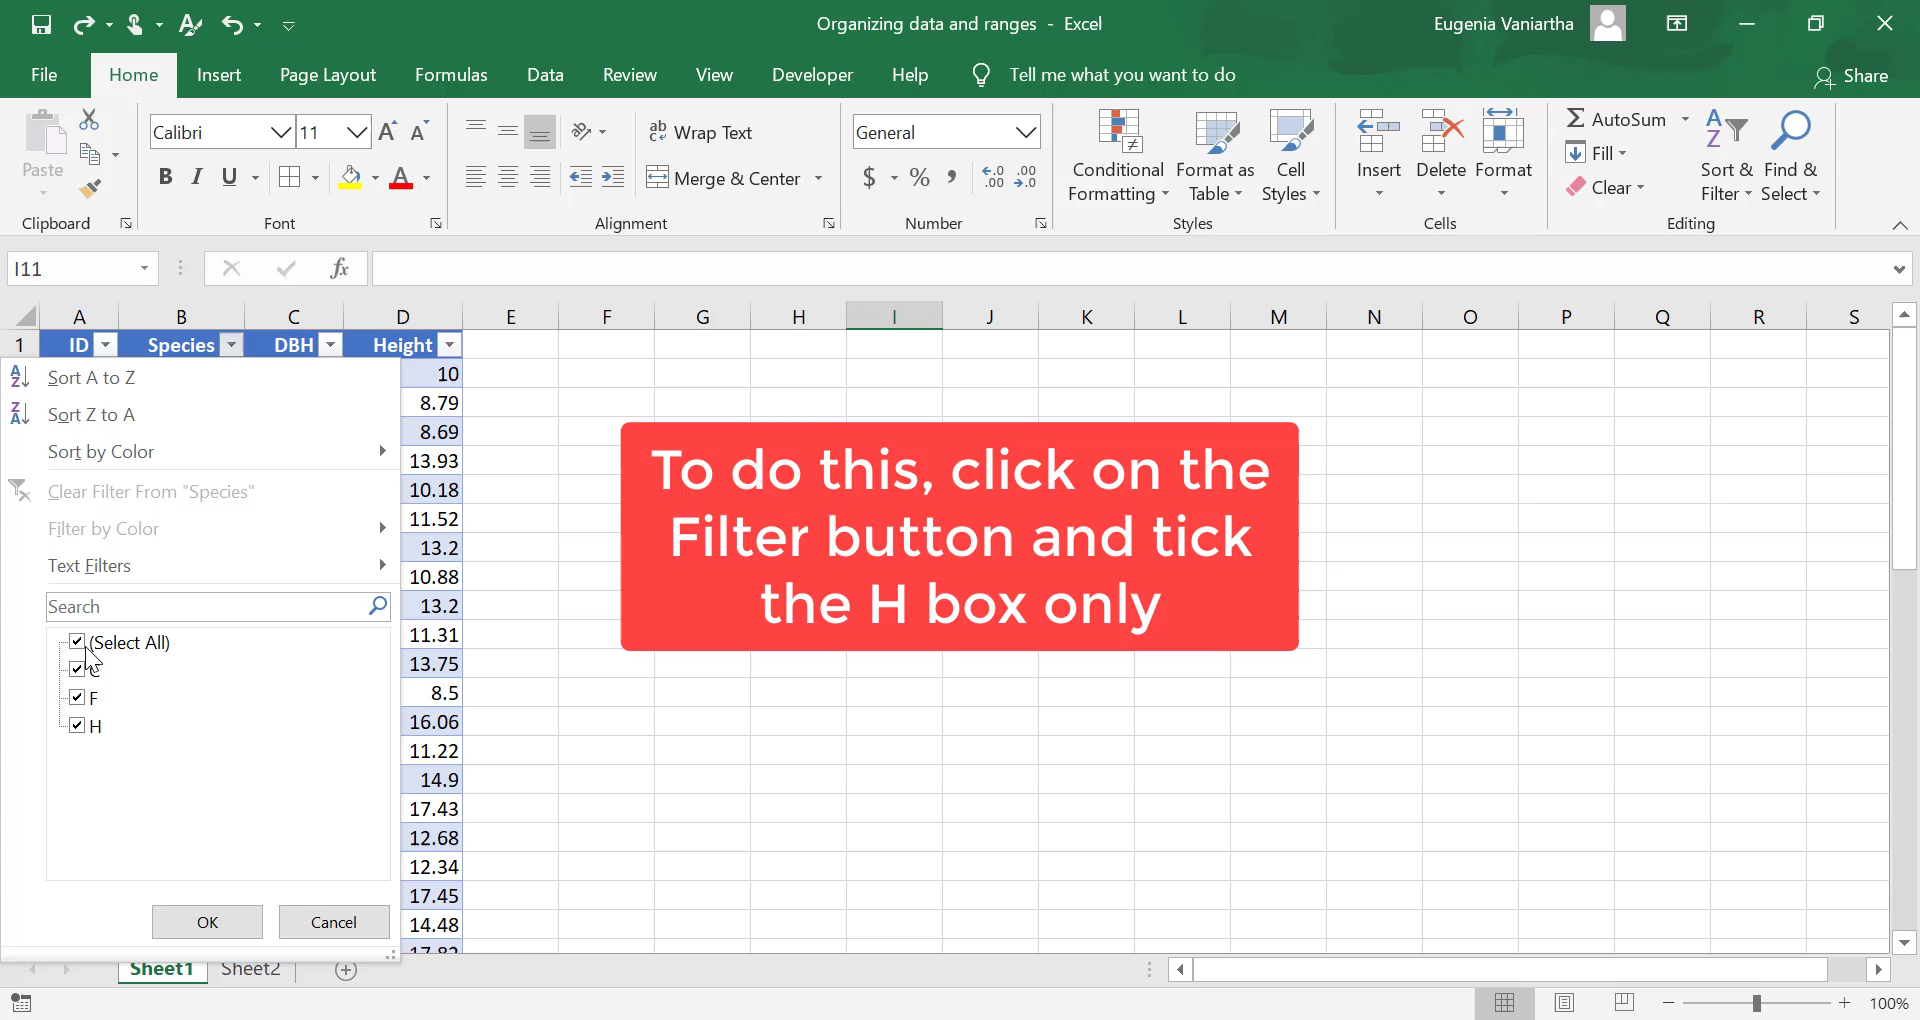 Organizing data and ranges - Excel
Eugenia Vaniartha
File Home Insert Page Layout Formulas Data Review View Developer Help Tell me what you want to do Share
Paste
Clipboard
Calibri 11
B I U
Font
Wrap Text
Merge & Center
Alignment
General
$ % ,
Number
Conditional Formatting
Format as Table
Cell Styles
Styles
Insert Delete Format
Cells
AutoSum
Fill
Clear
Sort & Filter
Find & Select
Editing
I11
fx
A B C D E F G H I J K L M N O P Q R S
1 ID Species DBH Height
Sort A to Z
Sort Z to A
Sort by Color
Clear Filter From "Species"
Filter by Color
Text Filters
Search
(Select All)
C
F
H
OK Cancel
10
8.79
8.69
13.93
10.18
11.52
13.2
10.88
13.2
11.31
13.75
8.5
16.06
11.22
14.9
17.43
12.68
12.34
17.45
14.48
17.82
To do this, click on the
Filter button and tick
the H box only
Sheet1 Sheet2
100%